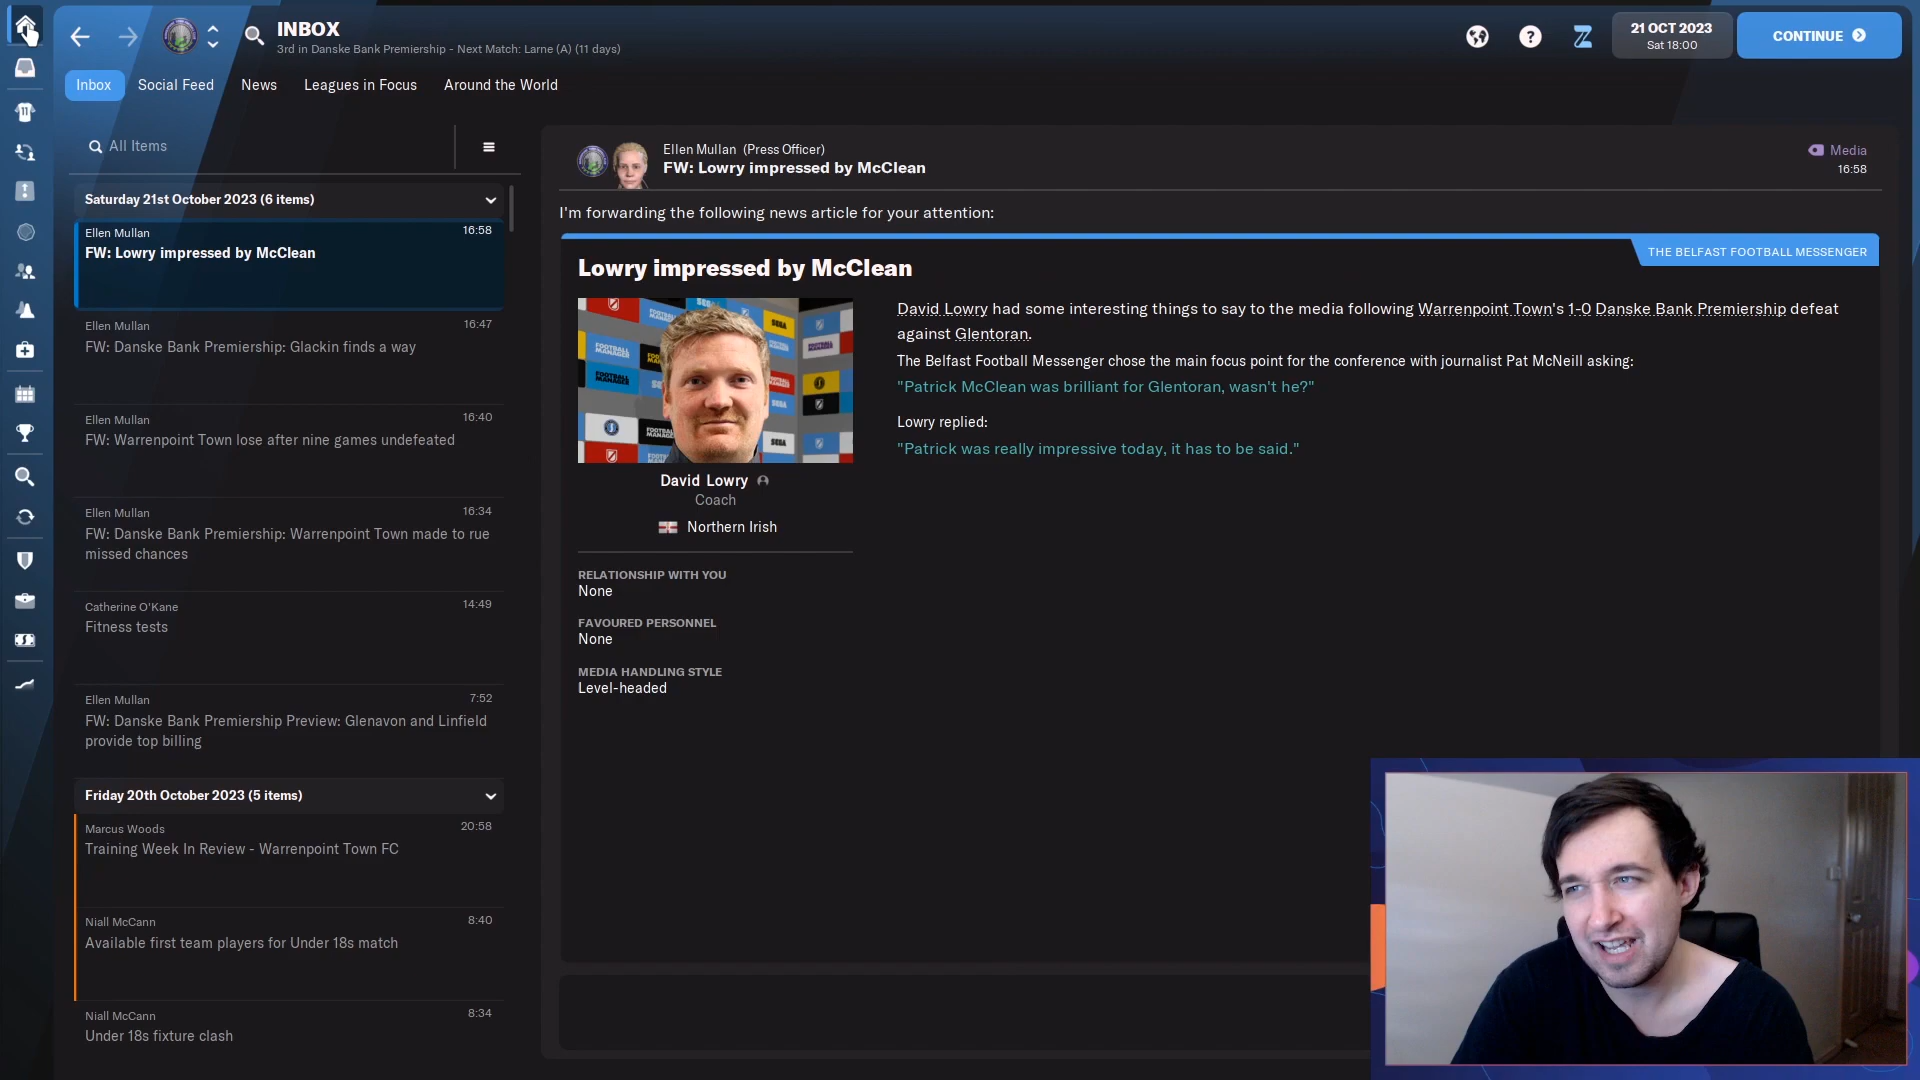 INBOX
3rd in Danske Bank Premiership - Next Match: Larne (A) (11 days)
21 OCT 2023
Sat 18:00
CONTINUE
Inbox
Social Feed
News
Leagues in Focus
Around the World
All Items
Saturday 21st October 2023 (6 items)
Ellen Mullan
16:58
FW: Lowry impressed by McClean
Ellen Mullan
16:47
FW: Danske Bank Premiership: Glackin finds a way
Ellen Mullan
16:40
FW: Warrenpoint Town lose after nine games undefeated
Ellen Mullan
16:34
FW: Danske Bank Premiership: Warrenpoint Town made to rue
missed chances
Catherine O'Kane
14:49
Fitness tests
Ellen Mullan
7:52
FW: Danske Bank Premiership Preview: Glenavon and Linfield
provide top billing
Friday 20th October 2023 (5 items)
Marcus Woods
20:58
Training Week In Review - Warrenpoint Town FC
Niall McCann
8:40
Available first team players for Under 18s match
Niall McCann
8:34
Under 18s fixture clash
Ellen Mullan (Press Officer)
FW: Lowry impressed by McClean
Media
16:58
I'm forwarding the following news article for your attention:
THE BELFAST FOOTBALL MESSENGER
Lowry impressed by McClean
David Lowry had some interesting things to say to the media following Warrenpoint Town's 1-0 Danske Bank Premiership defeat
against Glentoran.
The Belfast Football Messenger chose the main focus point for the conference with journalist Pat McNeill asking:
"Patrick McClean was brilliant for Glentoran, wasn't he?"
Lowry replied:
"Patrick was really impressive today, it has to be said."
SEGA
FOOTBALL MANAGER
David Lowry
Coach
Northern Irish
RELATIONSHIP WITH YOU
None
FAVOURED PERSONNEL
None
MEDIA HANDLING STYLE
Level-headed